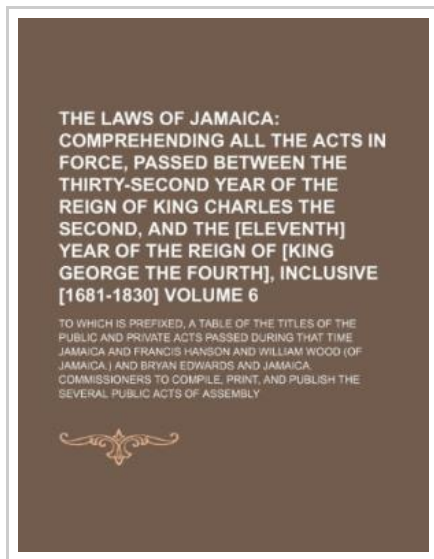 THE LAWS OF JAMAICA:
COMPREHENDING ALL THE ACTS IN
FORCE, PASSED BETWEEN THE
THIRTY-SECOND YEAR OF THE
REIGN OF KING CHARLES THE
SECOND, AND THE [ELEVENTH]
YEAR OF THE REIGN OF [KING
GEORGE THE FOURTH], INCLUSIVE
[1681-1830] VOLUME 6
TO WHICH IS PREFIXED, A TABLE OF THE TITLES OF THE
PUBLIC AND PRIVATE ACTS PASSED DURING THAT TIME
JAMAICA AND FRANCIS HANSON AND WILLIAM WOOD (OF
JAMAICA.) AND BRYAN EDWARDS AND JAMAICA.
COMMISSIONERS TO COMPILE, PRINT, AND PUBLISH THE
SEVERAL PUBLIC ACTS OF ASSEMBLY